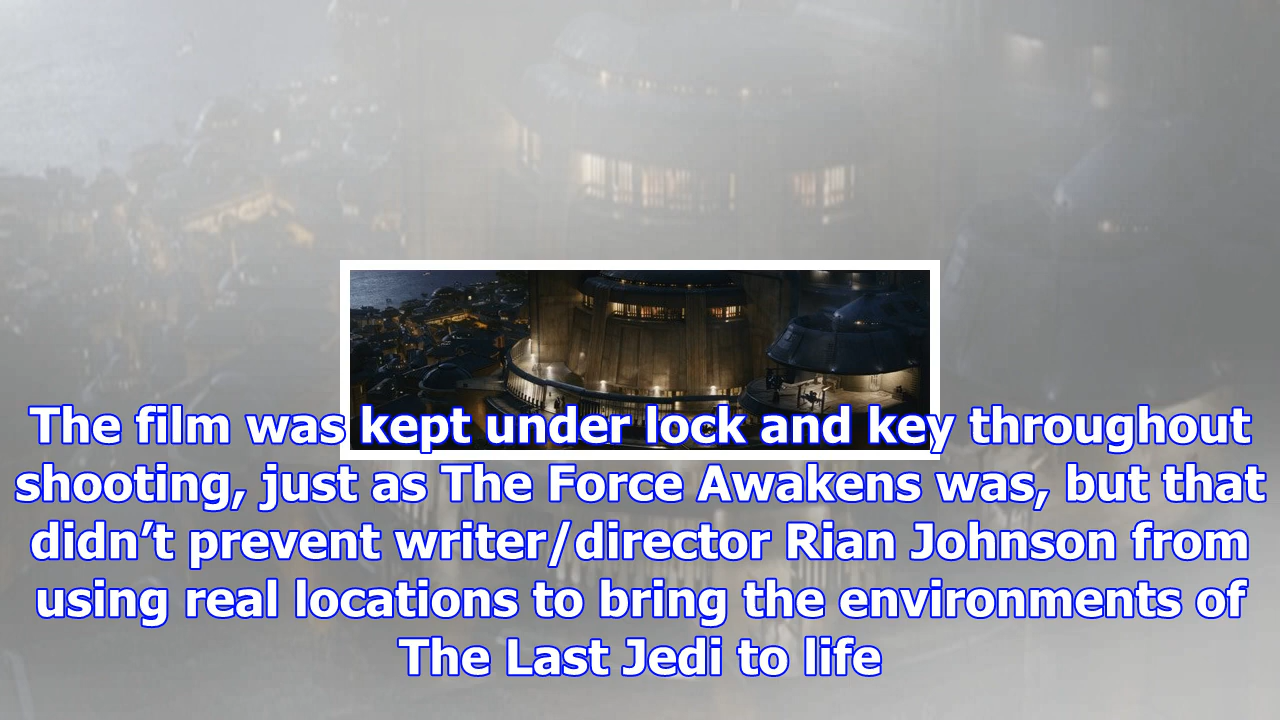 The film was kept under lock and key throughout
shooting, just as The Force Awakens was, but that
didn’t prevent writer/director Rian Johnson from
using real locations to bring the environments of
The Last Jedi to life